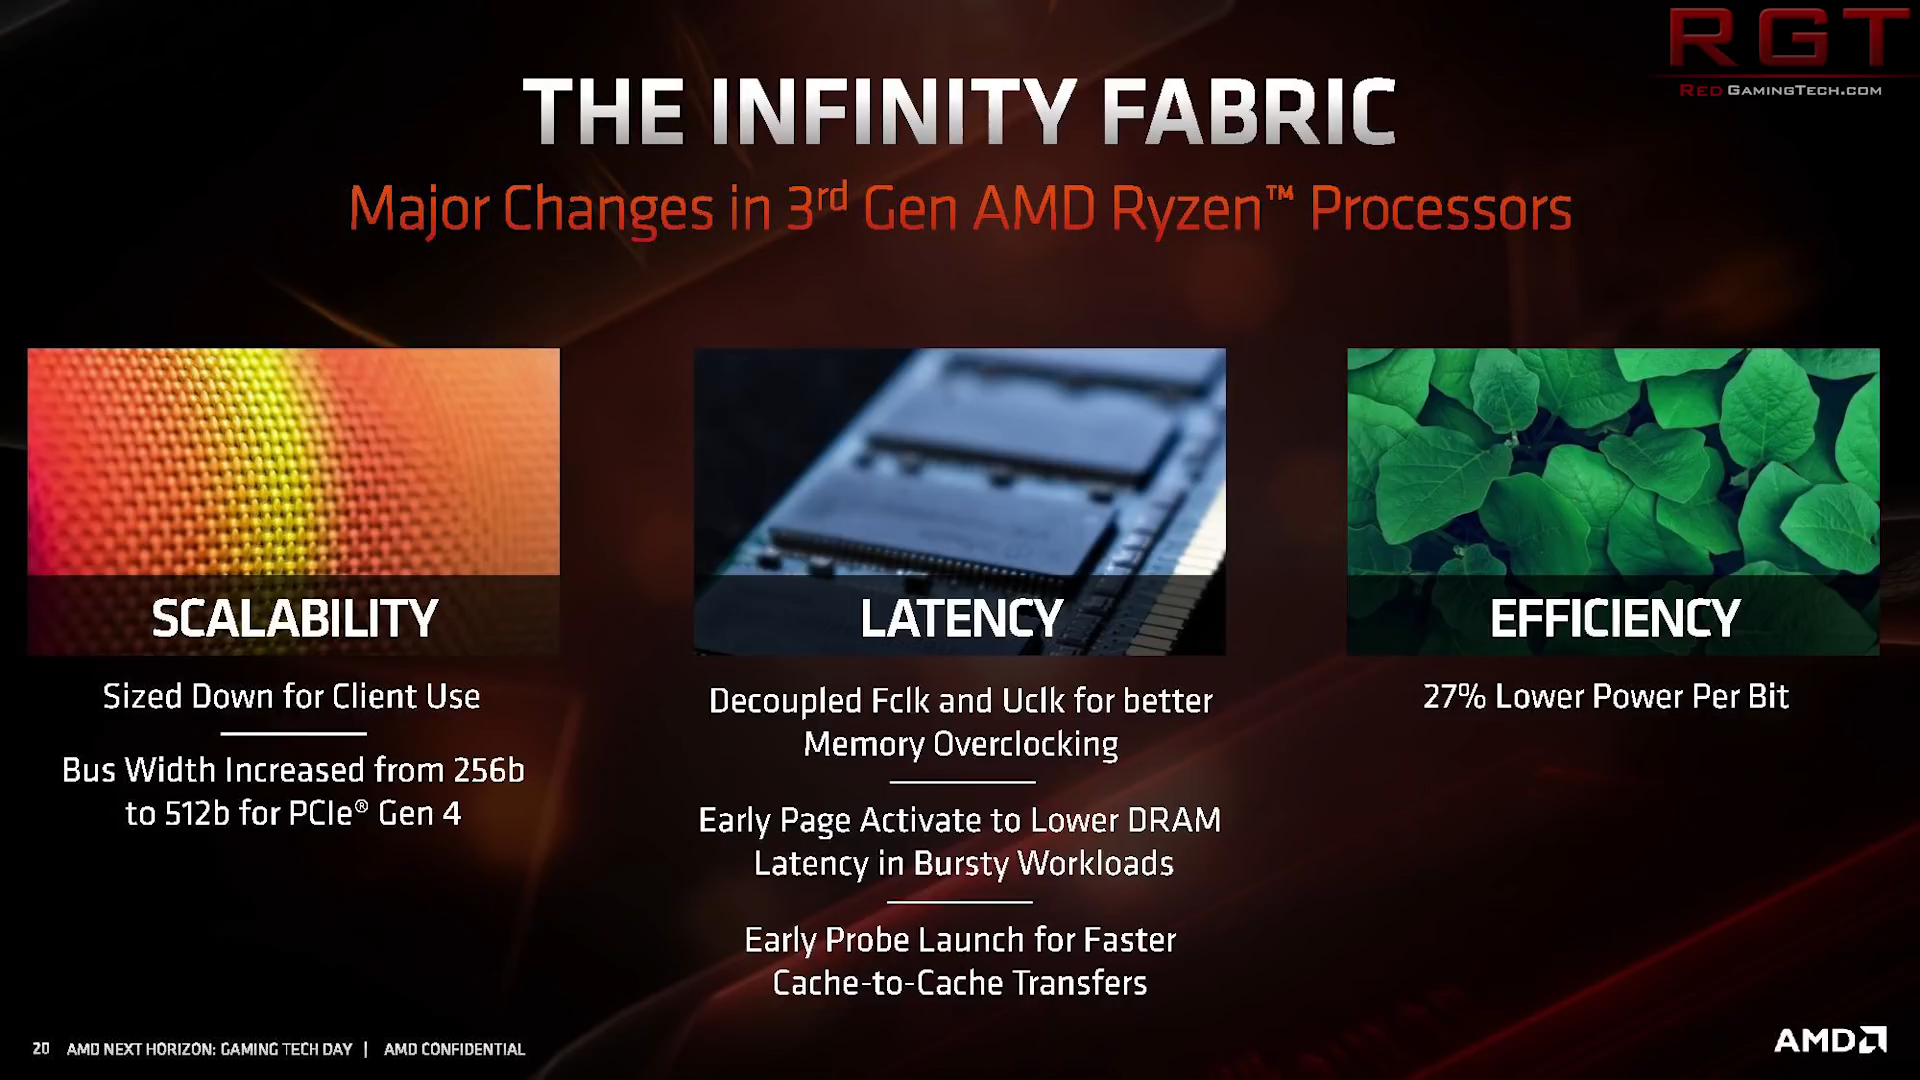 RGT
RED GAMINGTECH.COM
THE INFINITY FABRIC
Major Changes in 3rd Gen AMD Ryzen™ Processors
SCALABILITY
Sized Down for Client Use
Bus Width Increased from 256b
to 512b for PCIe® Gen 4
LATENCY
Decoupled Fclk and Uclk for better
Memory Overclocking
Early Page Activate to Lower DRAM
Latency in Bursty Workloads
Early Probe Launch for Faster
Cache-to-Cache Transfers
EFFICIENCY
27% Lower Power Per Bit
20 AMD NEXT HORIZON: GAMING TECH DAY | AMD CONFIDENTIAL
AMD